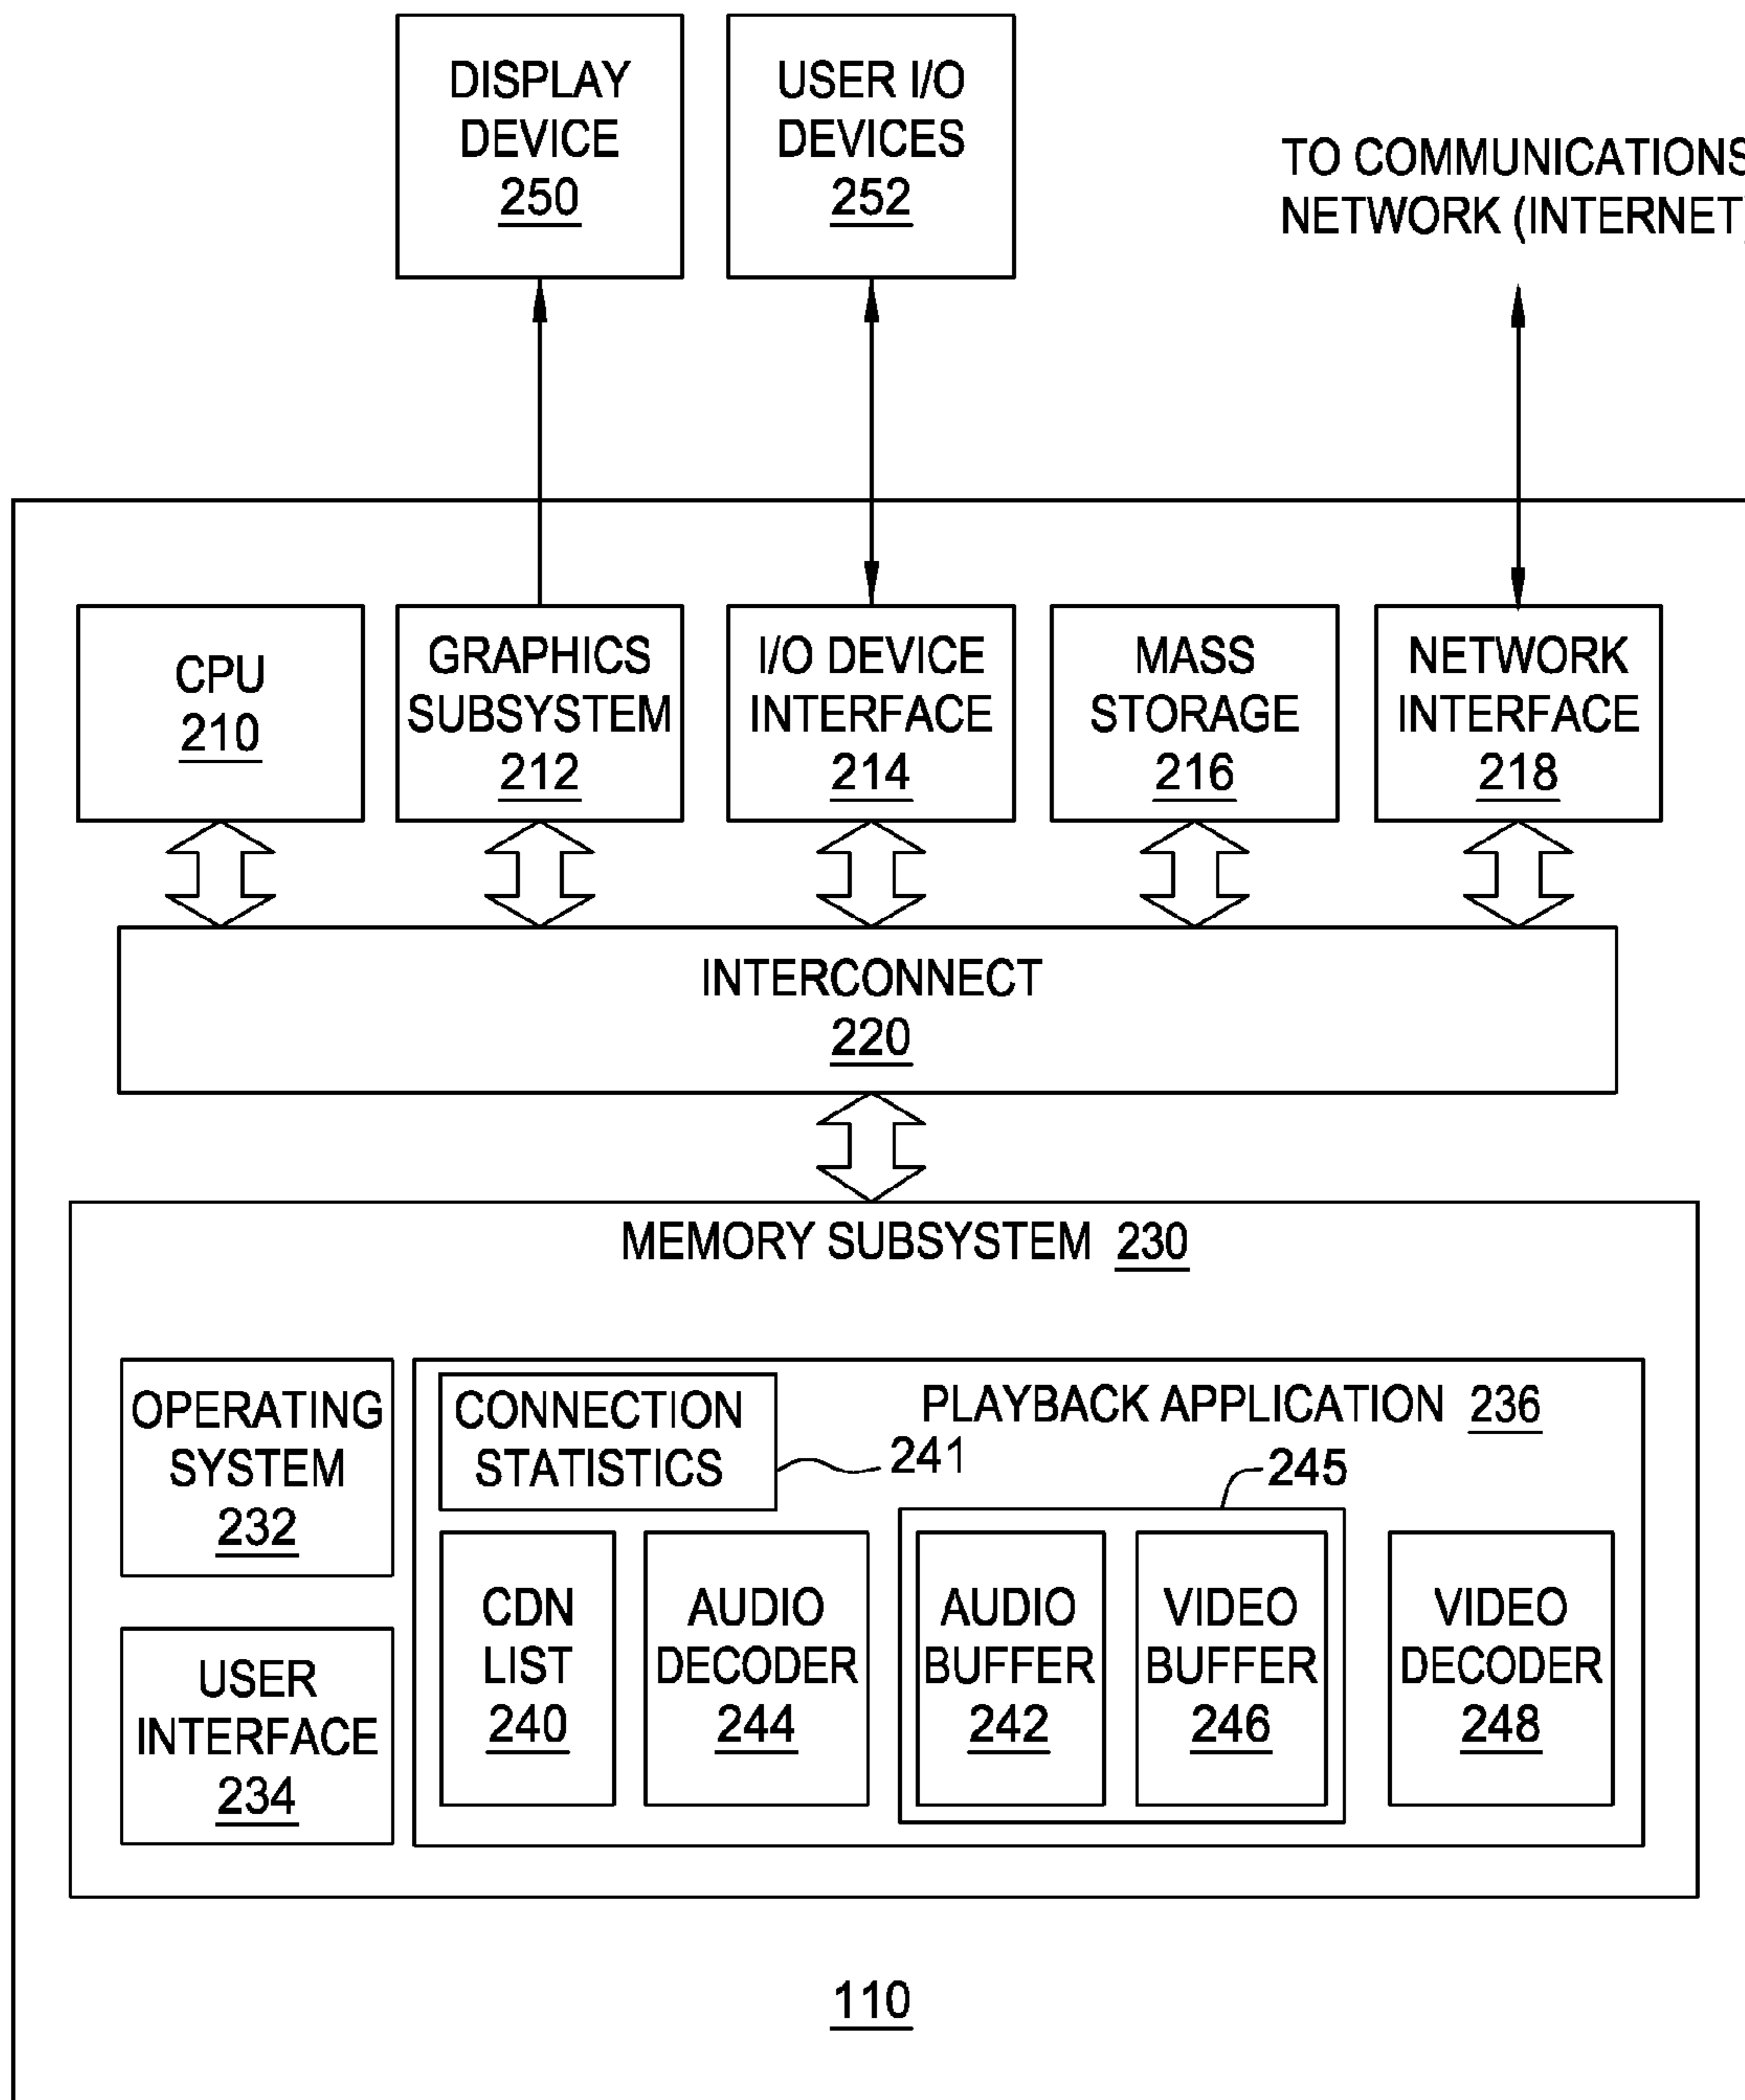 DISPLAY
DEVICE
250
USER I/O
DEVICES
252
TO COMMUNICATIONS
NETWORK (INTERNET)
CPU
210
GRAPHICS
SUBSYSTEM
212
I/O DEVICE
INTERFACE
214
MASS
STORAGE
216
NETWORK
INTERFACE
218
INTERCONNECT
220
MEMORY SUBSYSTEM 230
OPERATING
SYSTEM
232
USER
INTERFACE
234
PLAYBACK APPLICATION 236
CONNECTION
STATISTICS
241
245
CDN
LIST
240
AUDIO
DECODER
244
AUDIO
BUFFER
242
VIDEO
BUFFER
246
VIDEO
DECODER
248
110